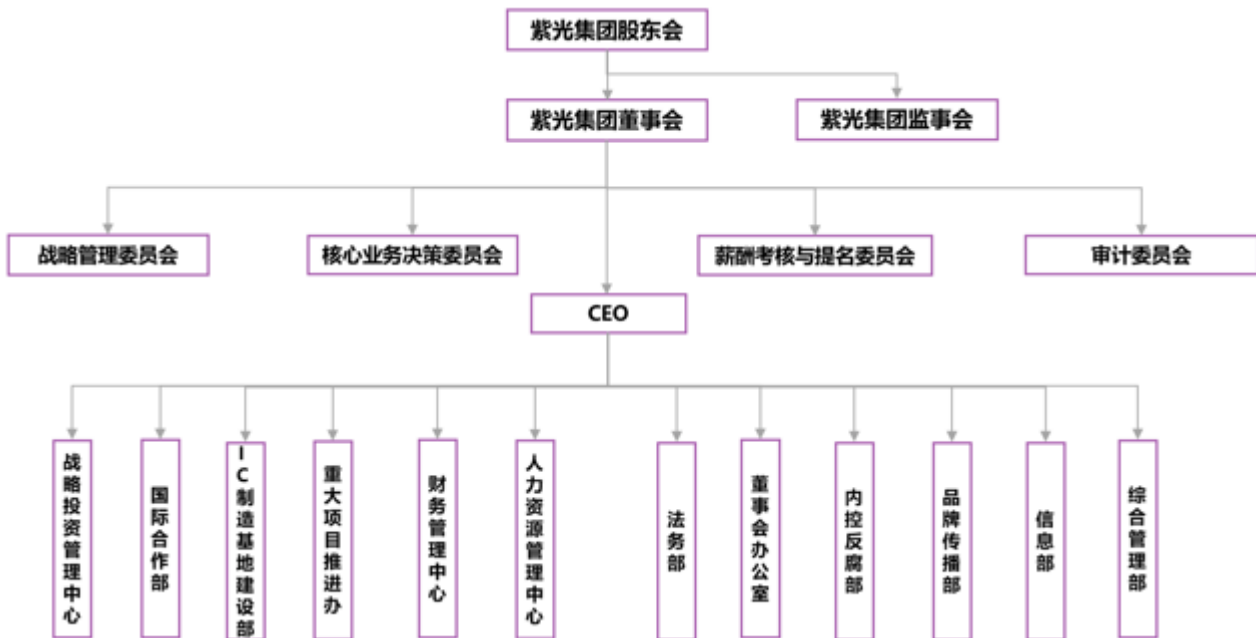 紫光集团股东会
紫光集团董事会
紫光集团监事会
战略管理委员会
核心业务决策委员会
薪酬考核与提名委员会
审计委员会
CEO
战略投资管理中心
国际合作部
IC制造基地建设部
重大项目推进办
财务管理中心
人力资源管理中心
法务部
董事会办公室
内控反腐部
品牌传播部
信息部
综合管理部